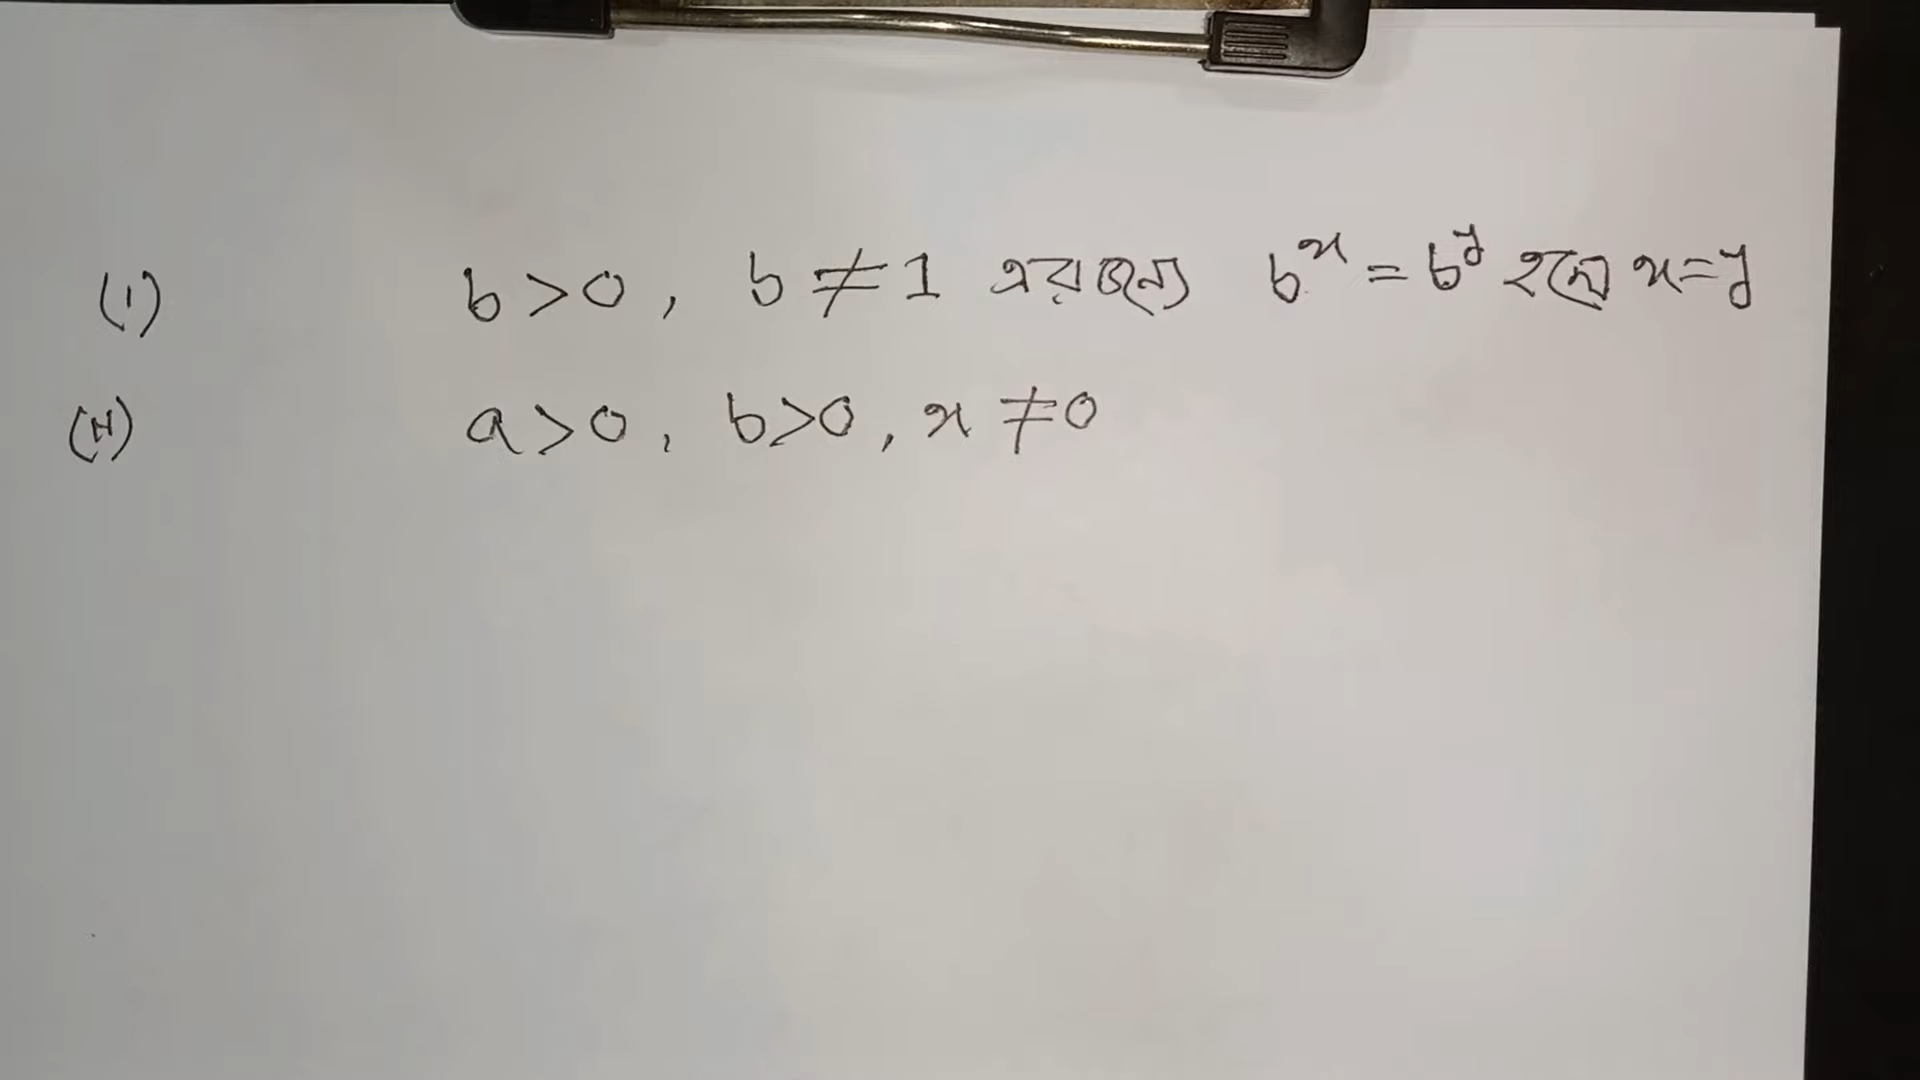 (i) b>0, b≠1 এর জন্য b^x = b^y হলে x=y
(ii) a>0, b>0, x≠0